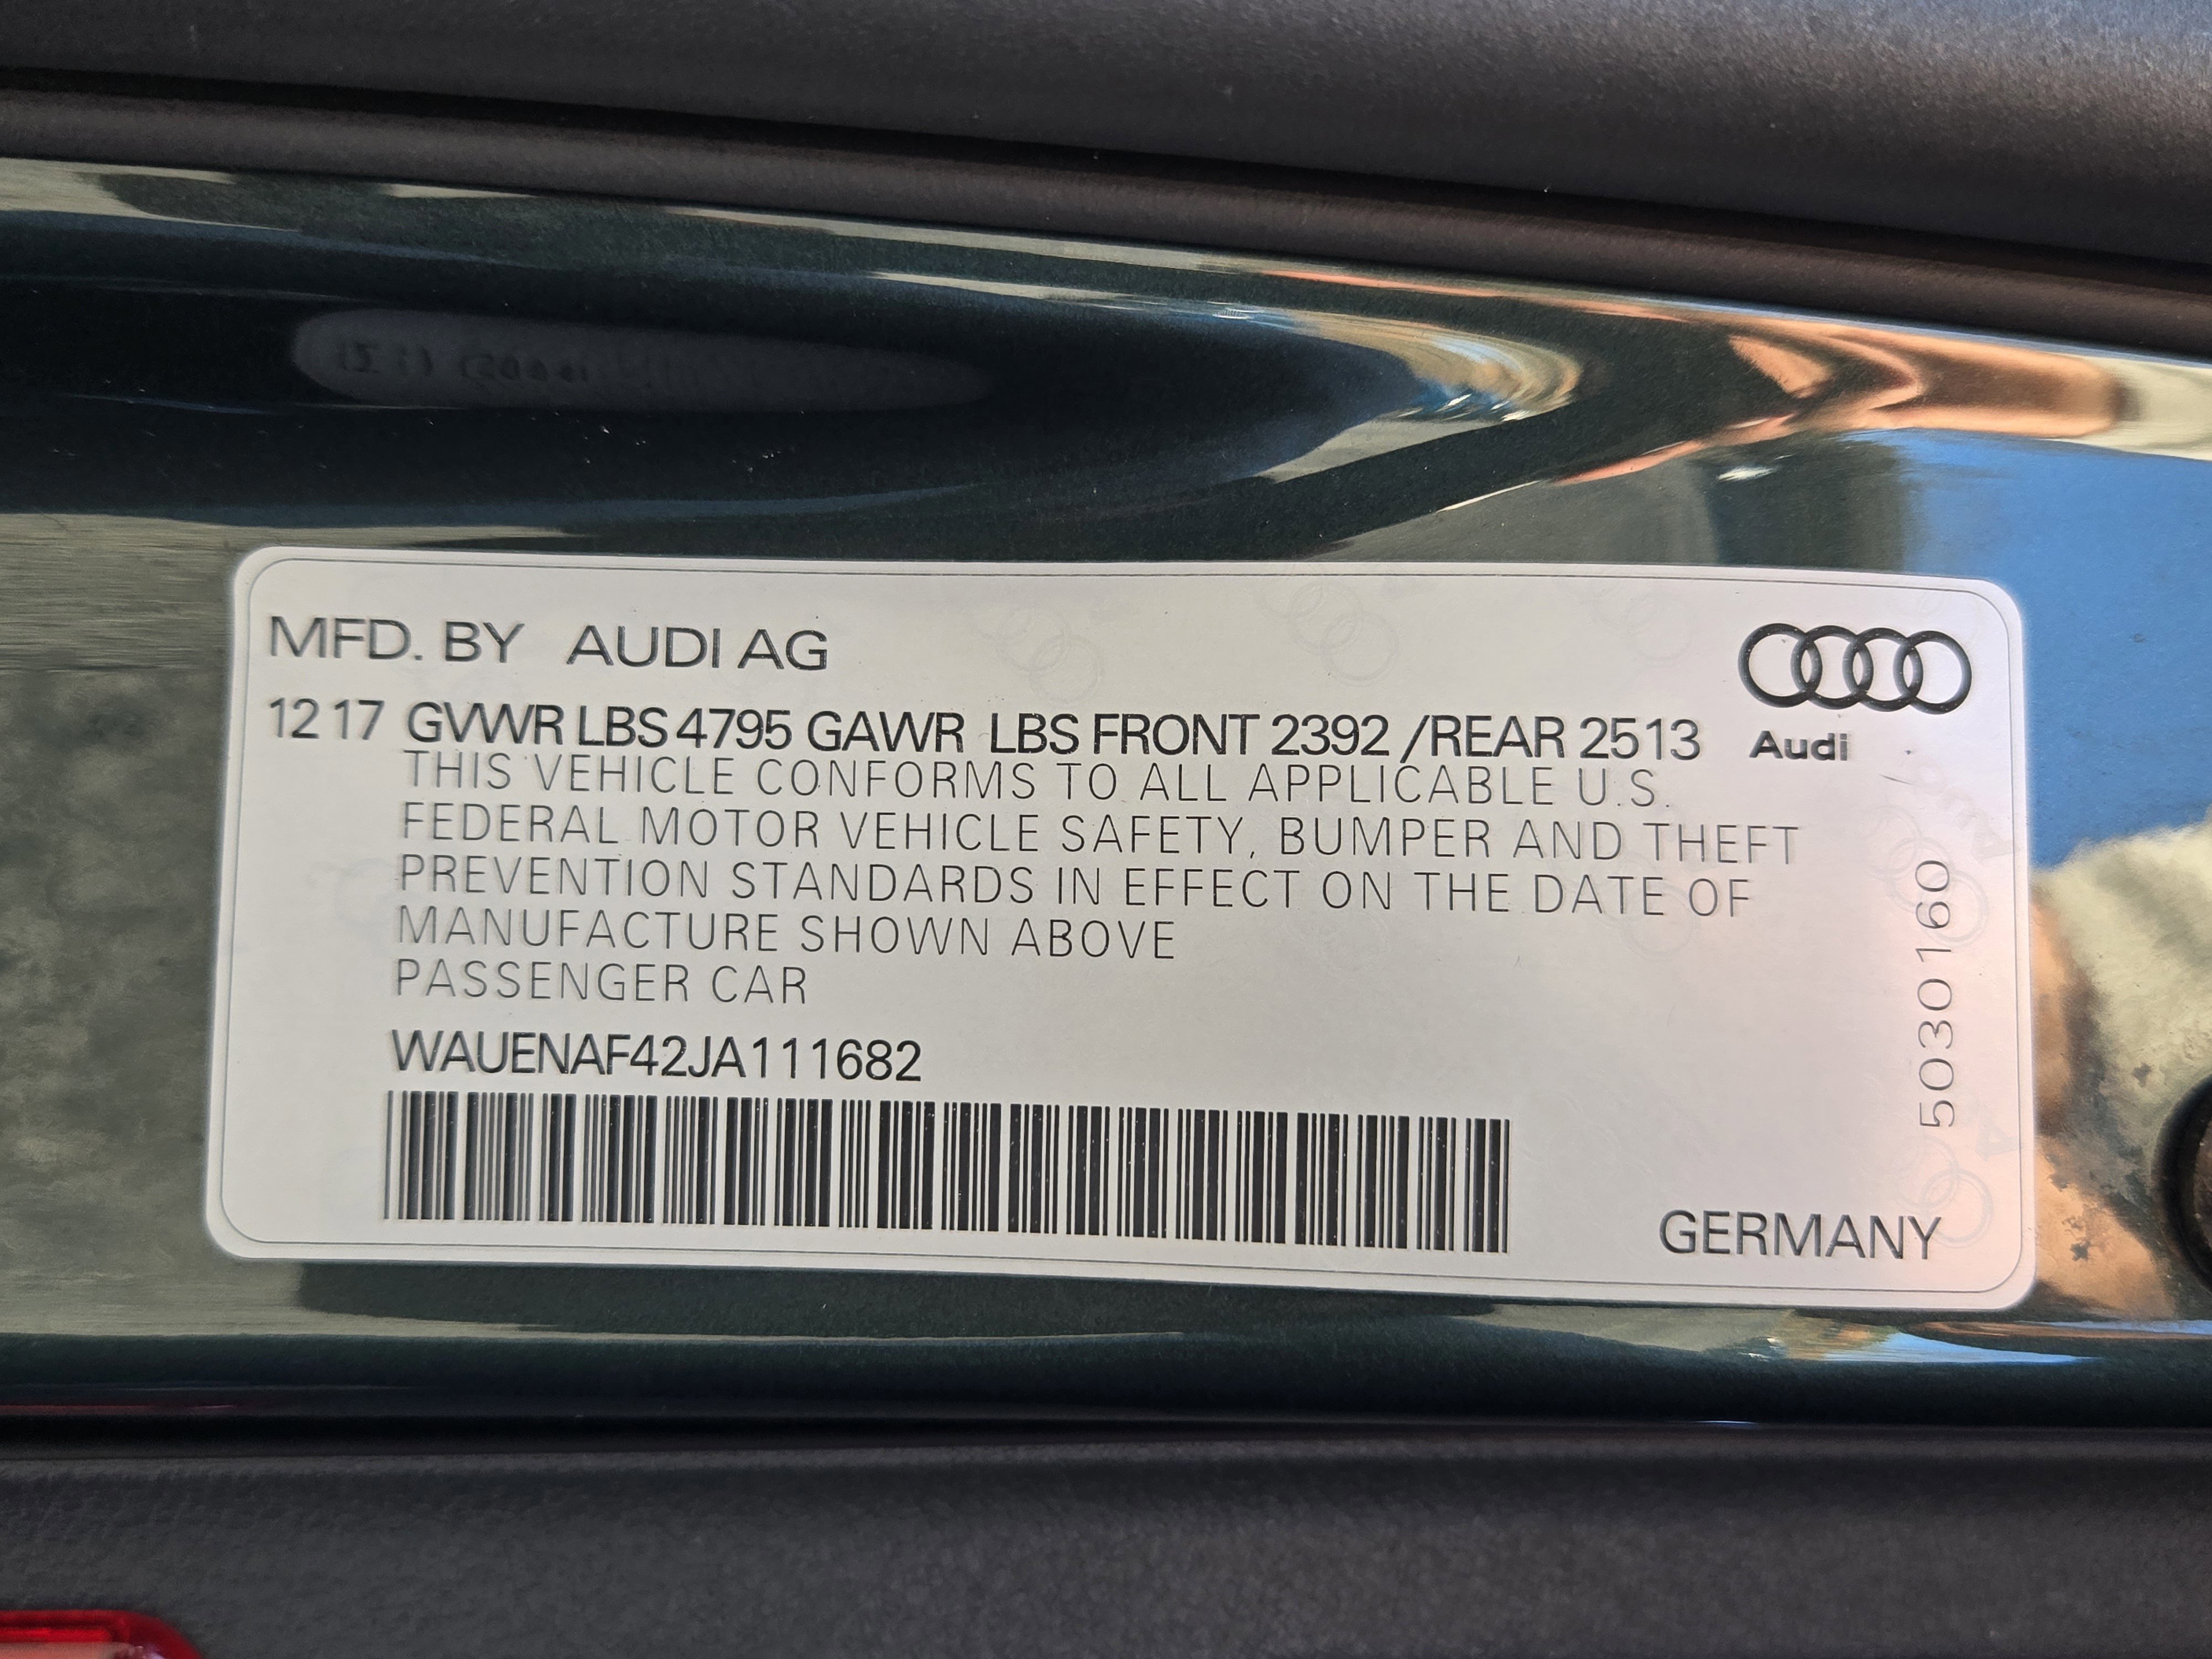 MFD. BY AUDI AG
12 17 GVWR LBS 4795 GAWR LBS FRONT 2392 /REAR 2513
Audi
THIS VEHICLE CONFORMS TO ALL APPLICABLE U.S.
FEDERAL MOTOR VEHICLE SAFETY, BUMPER AND THEFT
PREVENTION STANDARDS IN EFFECT ON THE DATE OF
MANUFACTURE SHOWN ABOVE
PASSENGER CAR
WAUENAF42JA111682
5030160
GERMANY